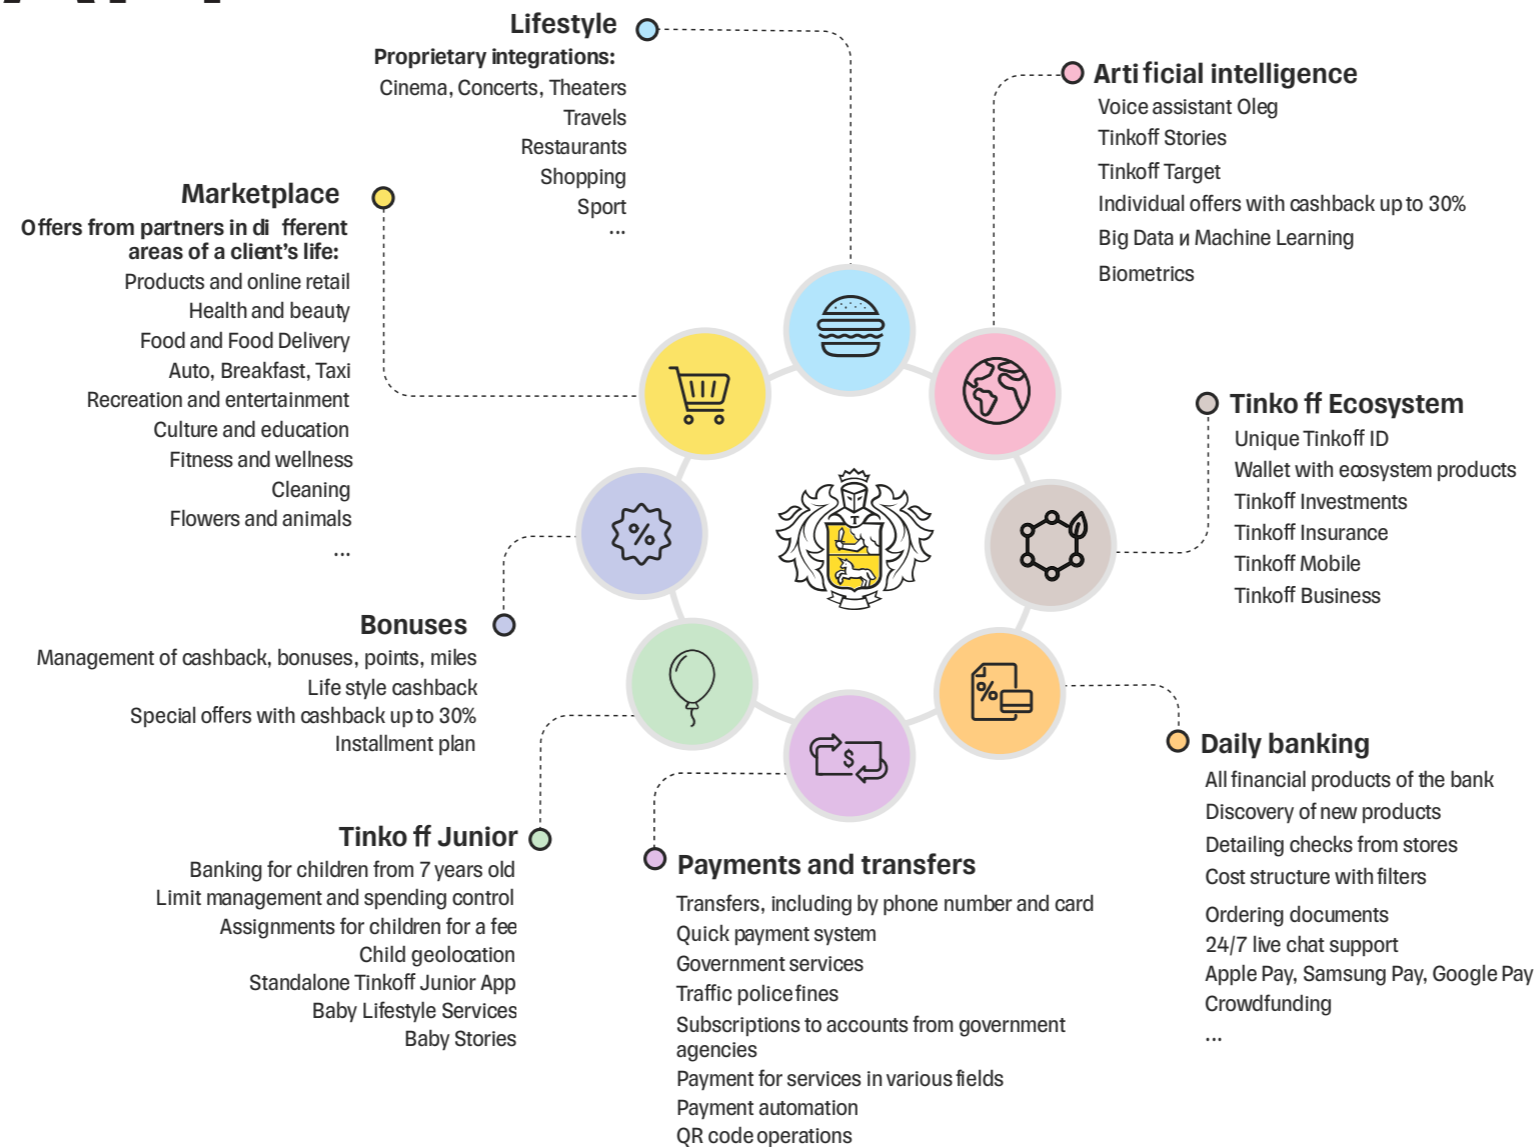 Lifestyle
Proprietary integrations:
Cinema, Concerts, Theaters
Travels
Restaurants
Shopping
Sport
...
Artificial intelligence
Voice assistant Oleg
Tinkoff Stories
Tinkoff Target
Individual offers with cashback up to 30%
Big Data и Machine Learning
Biometrics
Marketplace
Offers from partners in di fferent
areas of a client's life:
Products and online retail
Health and beauty
Food and Food Delivery
Auto, Breakfast, Taxi
Recreation and entertainment
Culture and education
Fitness and wellness
Cleaning
Flowers and animals
...
Tinko ff Ecosystem
Unique Tinkoff ID
Wallet with ecosystem products
Tinkoff Investments
Tinkoff Insurance
Tinkoff Mobile
Tinkoff Business
%
T
Bonuses
Management of cashback, bonuses, points, miles
Life style cashback
Special offers with cashback up to 30%
Installment plan
%
$
Daily banking
All financial products of the bank
Discovery of new products
Detailing checks from stores
Cost structure with filters
Ordering documents
24/7 live chat support
Apple Pay, Samsung Pay, Google Pay
Crowdfunding
...
Tinko ff Junior
Banking for children from 7 years old
Limit management and spending control
Assignments for children for a fee
Child geolocation
Standalone Tinkoff Junior App
Baby Lifestyle Services
Baby Stories
Payments and transfers
Transfers, including by phone number and card
Quick payment system
Government services
Traffic police fines
Subscriptions to accounts from government
agencies
Payment for services in various fields
Payment automation
QR code operations